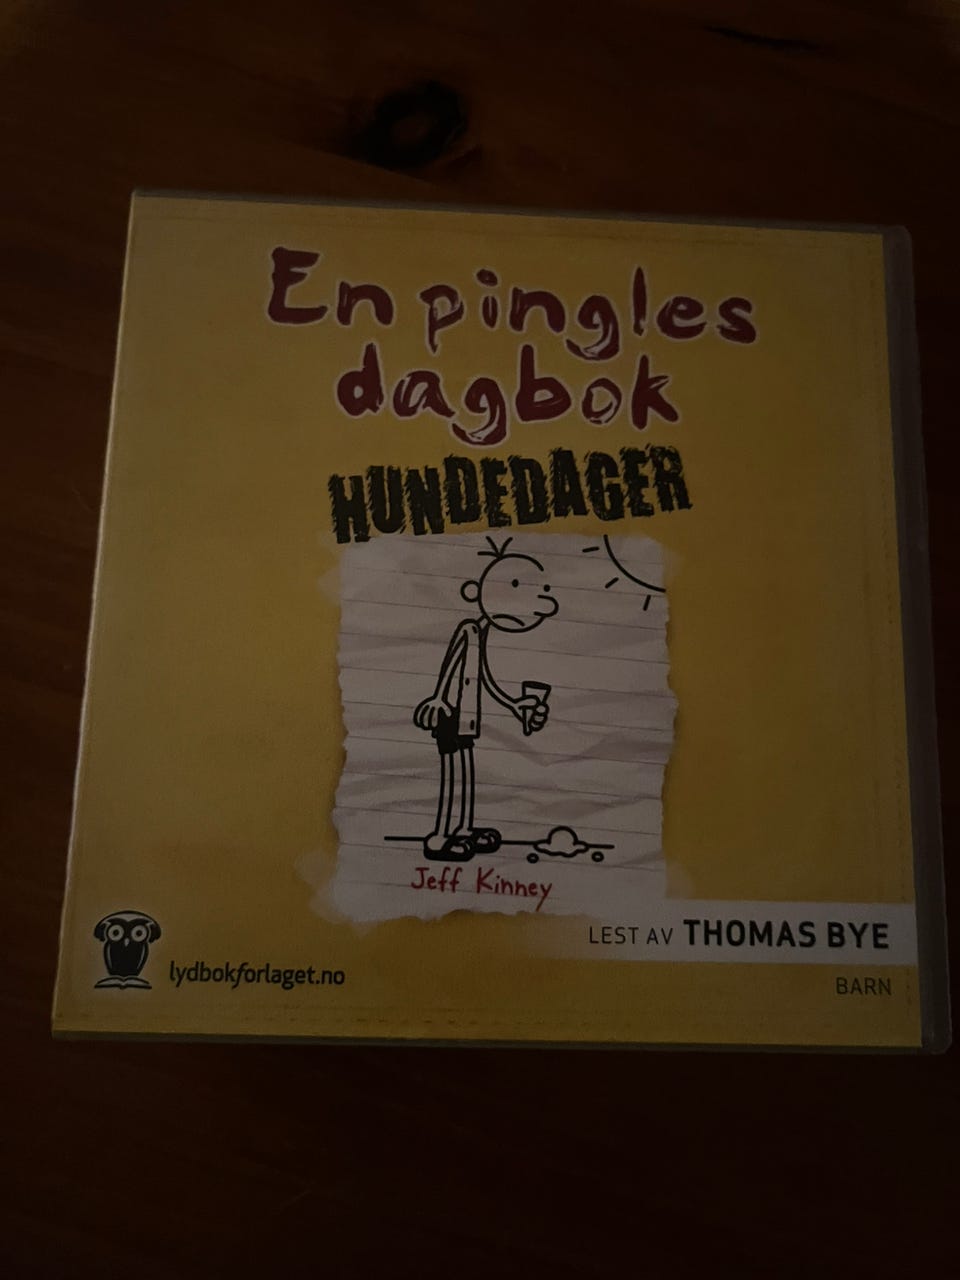 En pingles
dagbok
HUNDEDAGER
Jeff Kinney
LEST AV THOMAS BYE
lydbokforlaget.no
BARN